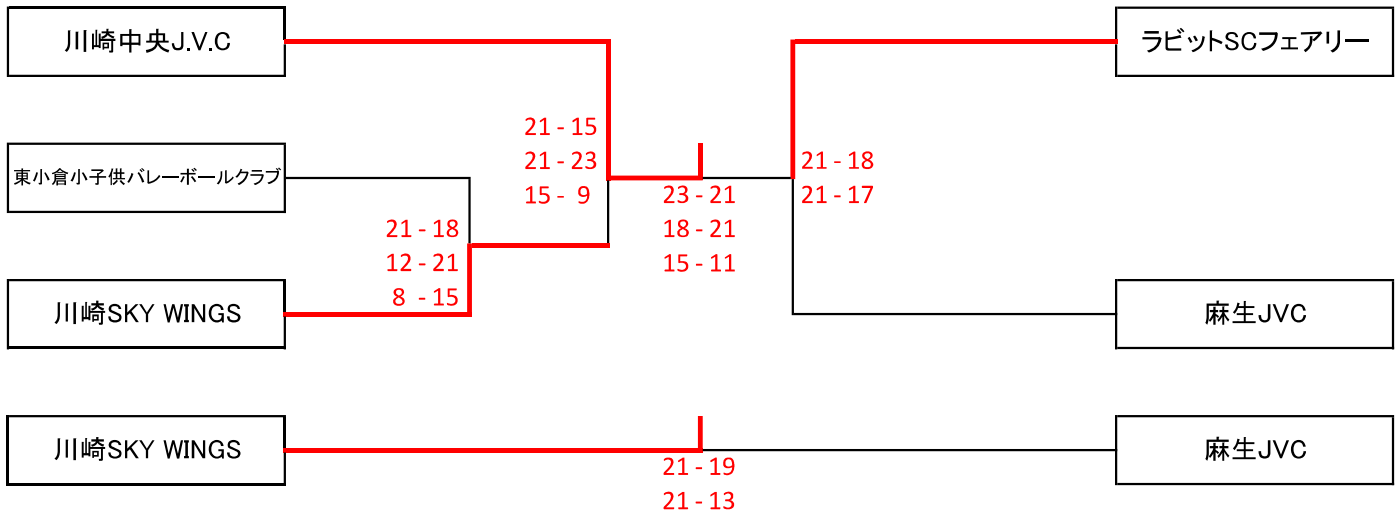 川崎中央J.V.C
ラビットSCフェアリー
21 - 15
21 - 23
15 - 9
21 - 18
21 - 17
東小倉小子供バレーボールクラブ
23 - 21
18 - 21
15 - 11
21 - 18
12 - 21
8 - 15
川崎SKY WINGS
麻生JVC
川崎SKY WINGS
麻生JVC
21 - 19
21 - 13